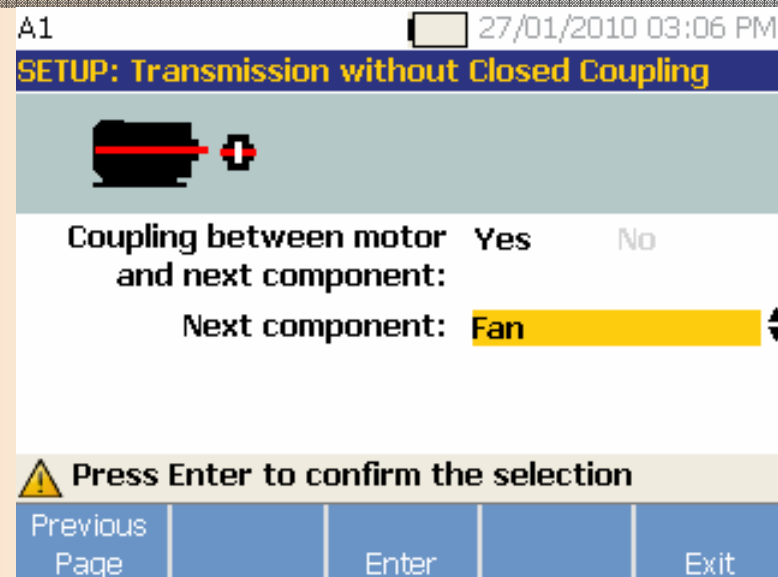 A1 27/01/2010 03:06 PM
SETUP: Transmission without Closed Coupling
Coupling between motor Yes No
and next component:
Next component: Fan
Press Enter to confirm the selection
Previous
Page Enter Exit